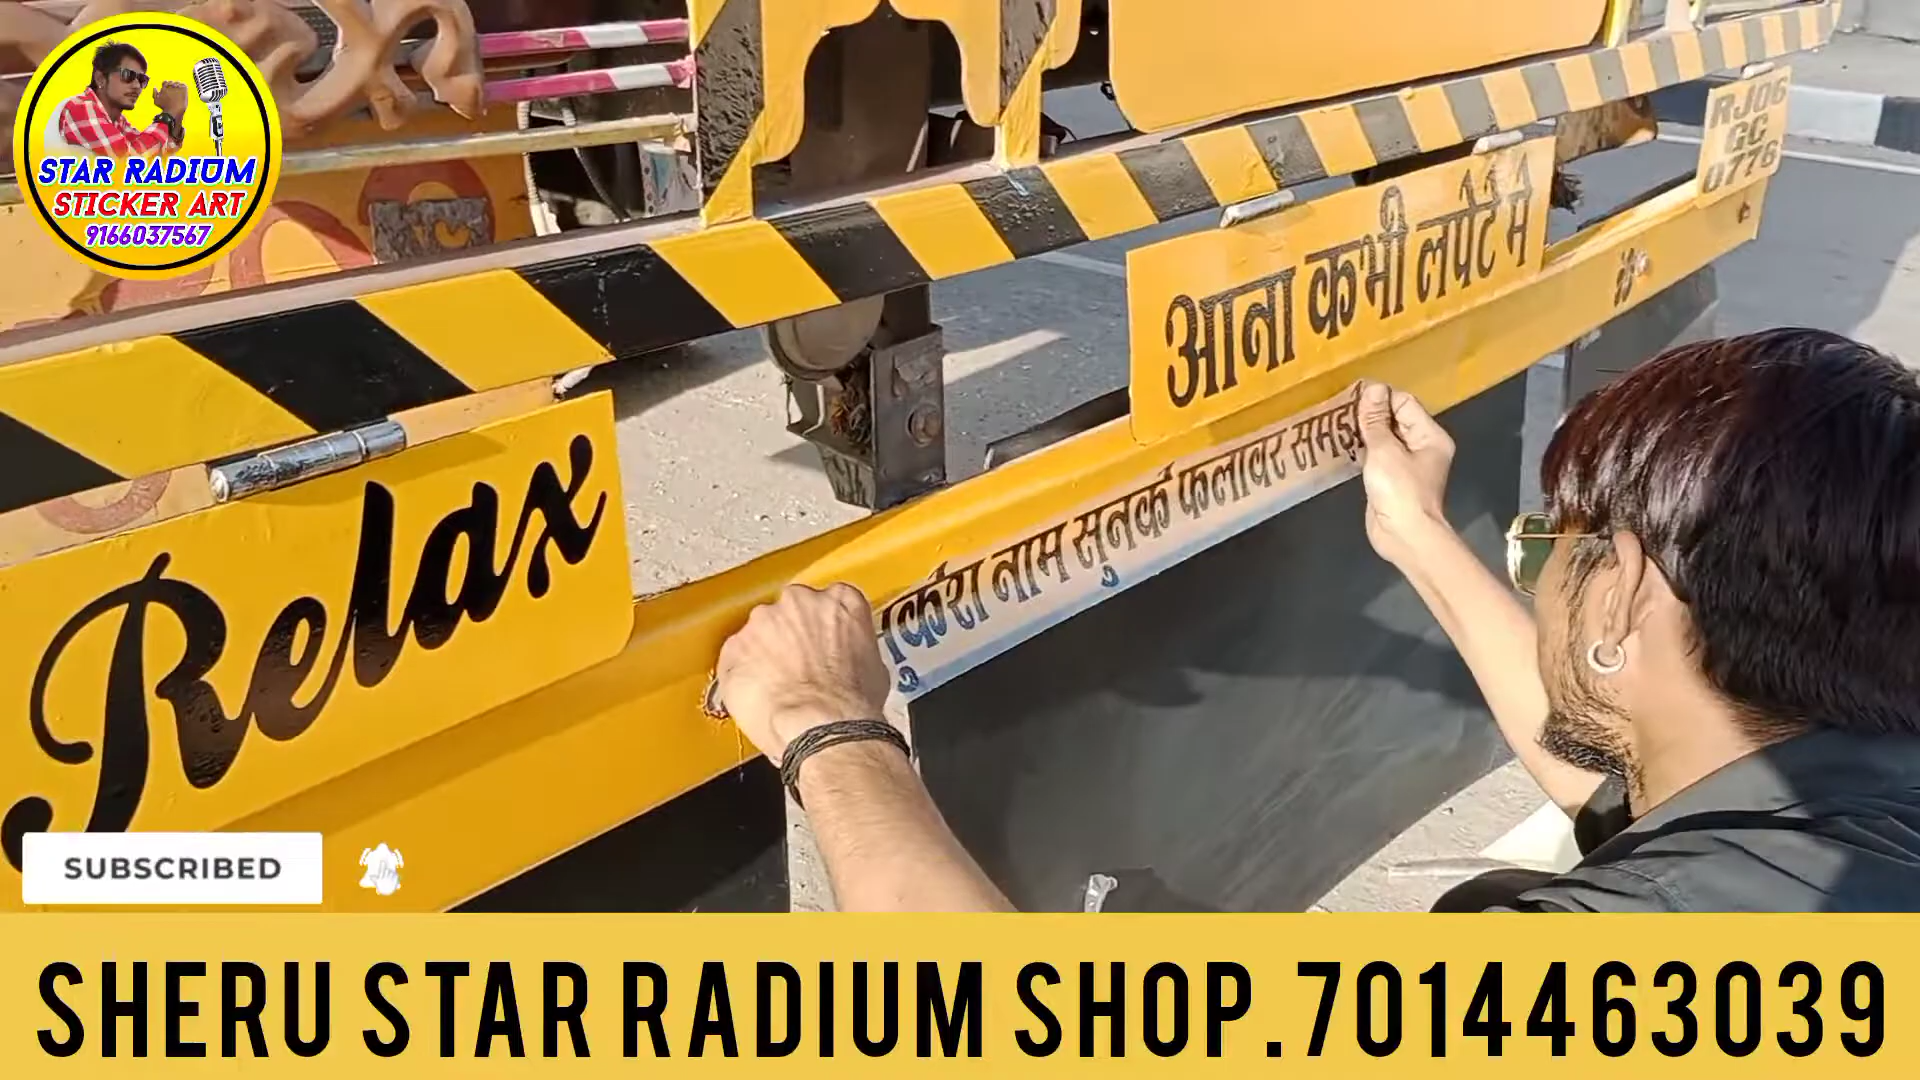 STAR RADIUM
STICKER ART
9166037567
RJ06
GC
0776
आना कभी लपेटे मे
नाम सुनके फलावर समझे
Relax
SUBSCRIBED
SHERU STAR RADIUM SHOP.7014463039